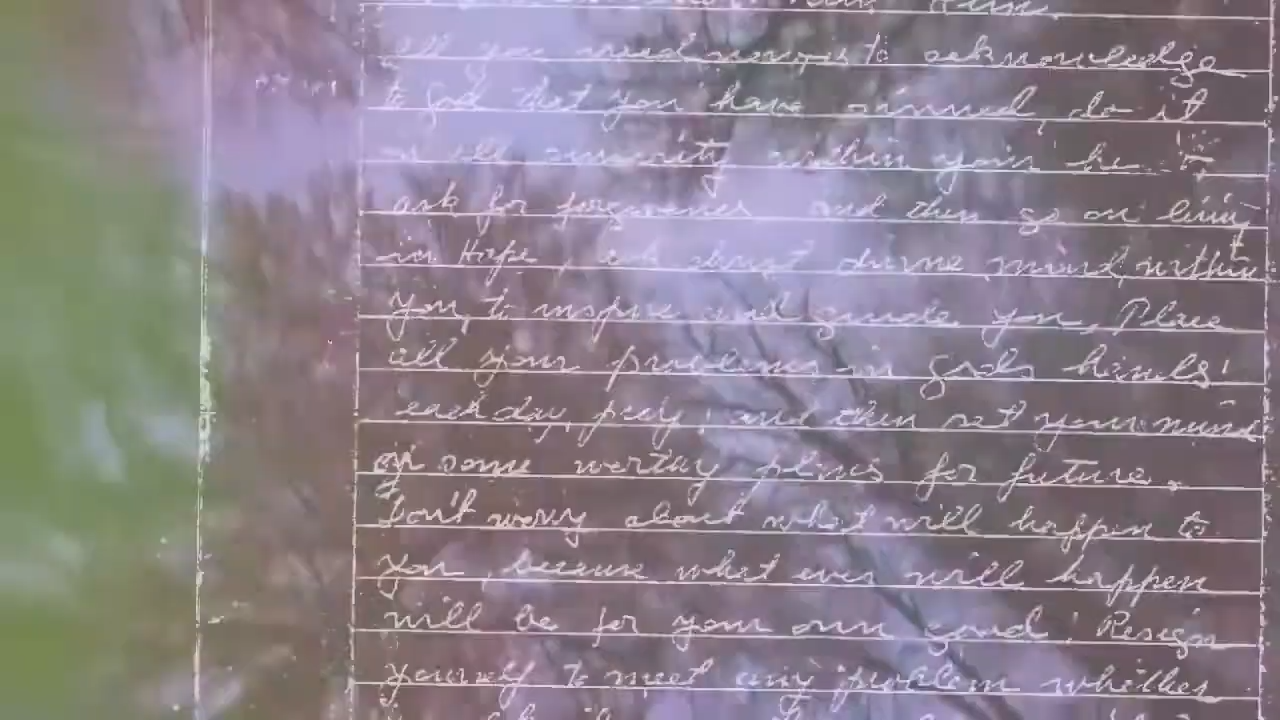 all you need now is to acknowledge
to god that you have sinned, do it
sincerity within your
ask for forgiveness and then go on living
in Hope, divine mind within
you, to inspire and guide you, Place
all your problems in gods hands!
each day, pray! and then set your mind
on some worthy plans for future.
Don't worry about what will happen to
you, because what ever will happen
will be for your own good! Resign
yourself to meet any problem whether